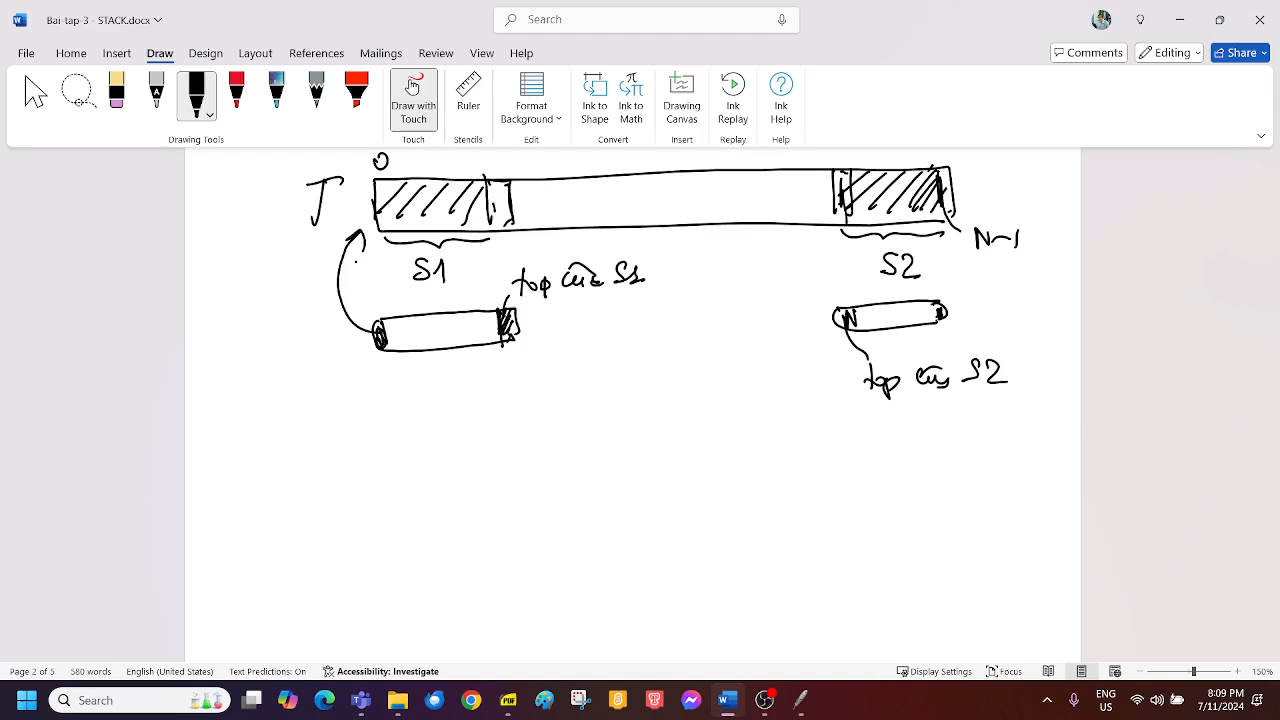 Bai-tap-3 - STACK.docx
Search
File Home Insert Draw Design Layout References Mailings Review View Help
Comments Editing Share
Draw with Touch
Ruler
Format Background
Ink to Shape
Ink to Math
Drawing Canvas
Ink Replay
Ink Help
Drawing Tools Touch Stencils Edit Convert Insert Replay Help
0
T
N-1
S1
S2
top của S1
top của S2
Page 2 of 5 580 words English (United States) Text Predictions: On Accessibility: Investigate Display Settings Focus 150%
Search
PDF
ENG
US
8:09 PM
7/11/2024